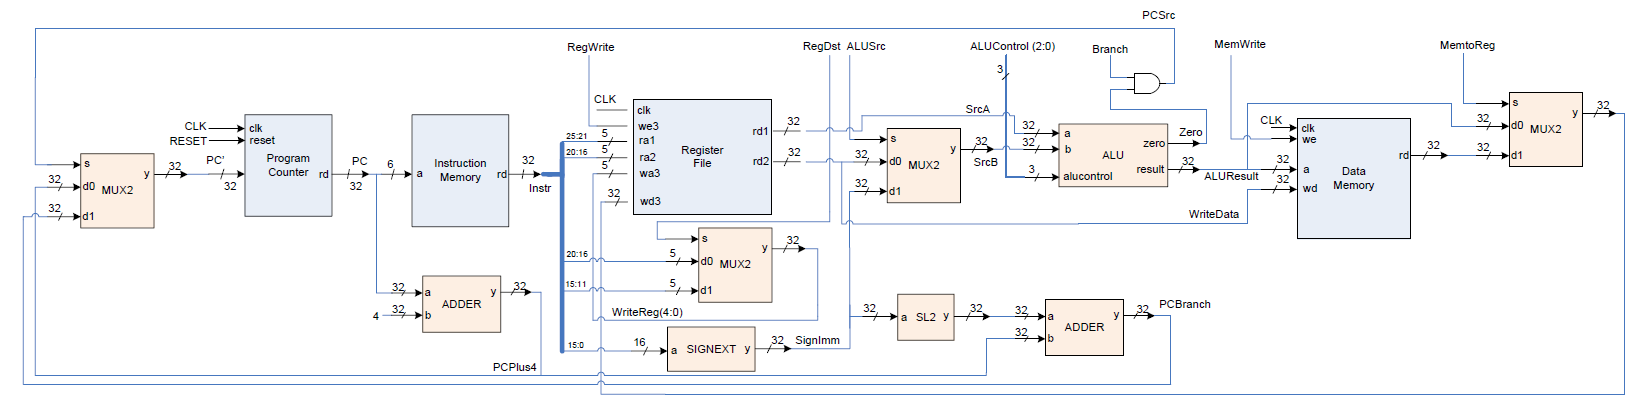 PCSrc
RegWrite
RegDst ALUSrc
ALUControl (2:0)
Branch
MemWrite
MemtoReg
3
CLK
RESET
s
d0
d1
y
MUX2
32
32
32
PC'
32
clk
reset
Program
Counter
rd
PC
32
6
a
Instruction
Memory
rd
32
Instr
25:21
20:16
20:16
15:11
15:0
CLK
5
5
5
32
clk
we3
ra1
ra2
wa3
wd3
Register
File
rd1
rd2
32
32
SrcA
s
d0
d1
y
MUX2
32
32
SrcB
32
32
3
a
b
alucontrol
ALU
zero
result
Zero
32
ALUResult
WriteData
CLK
32
32
clk
we
a
wd
Data
Memory
rd
32
32
32
s
d0
d1
y
MUX2
32
5
5
s
d0
d1
y
MUX2
32
WriteReg(4:0)
32
32
4
a
b
ADDER
y
32
PCPlus4
16
a
SIGNEXT
y
32
SignImm
32
a
SL2
y
32
32
32
a
b
ADDER
y
32
PCBranch